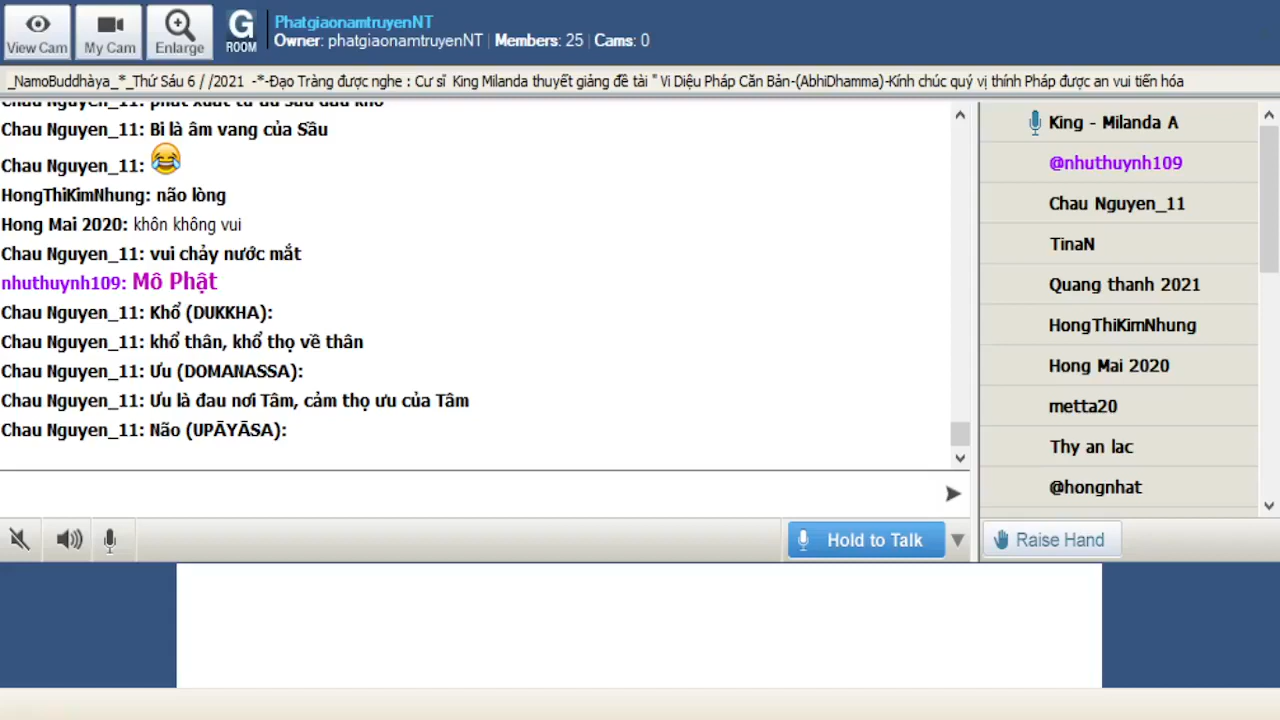 View Cam
My Cam
Enlarge
G
ROOM
PhatgiaonamtruyenNT
Owner: phatgiaonamtruyenNT | Members: 25 | Cams: 0
_NamoBuddhàya_*_Thứ Sáu 6 / /2021 -*-Đạo Tràng được nghe : Cư sĩ King Milanda thuyết giảng đề tài " Vi Diệu Pháp Căn Bản-(AbhiDhamma)-Kính chúc quý vị thính Pháp được an vui tiến hóa
Chau Nguyen_11:
Chau Nguyen_11: Bi là âm vang của Sầu
Chau Nguyen_11: 😂
HongThiKimNhung: não lòng
Hong Mai 2020: khôn không vui
Chau Nguyen_11: vui chảy nước mắt
nhuthuynh109: Mô Phật
Chau Nguyen_11: Khổ (DUKKHA):
Chau Nguyen_11: khổ thân, khổ thọ về thân
Chau Nguyen_11: Ưu (DOMANASSA):
Chau Nguyen_11: Ưu là đau nơi Tâm, cảm thọ ưu của Tâm
Chau Nguyen_11: Não (UPĀYĀSA):
King - Milanda A
@nhuthuynh109
Chau Nguyen_11
TinaN
Quang thanh 2021
HongThiKimNhung
Hong Mai 2020
metta20
Thy an lac
@hongnhat
Hold to Talk
Raise Hand